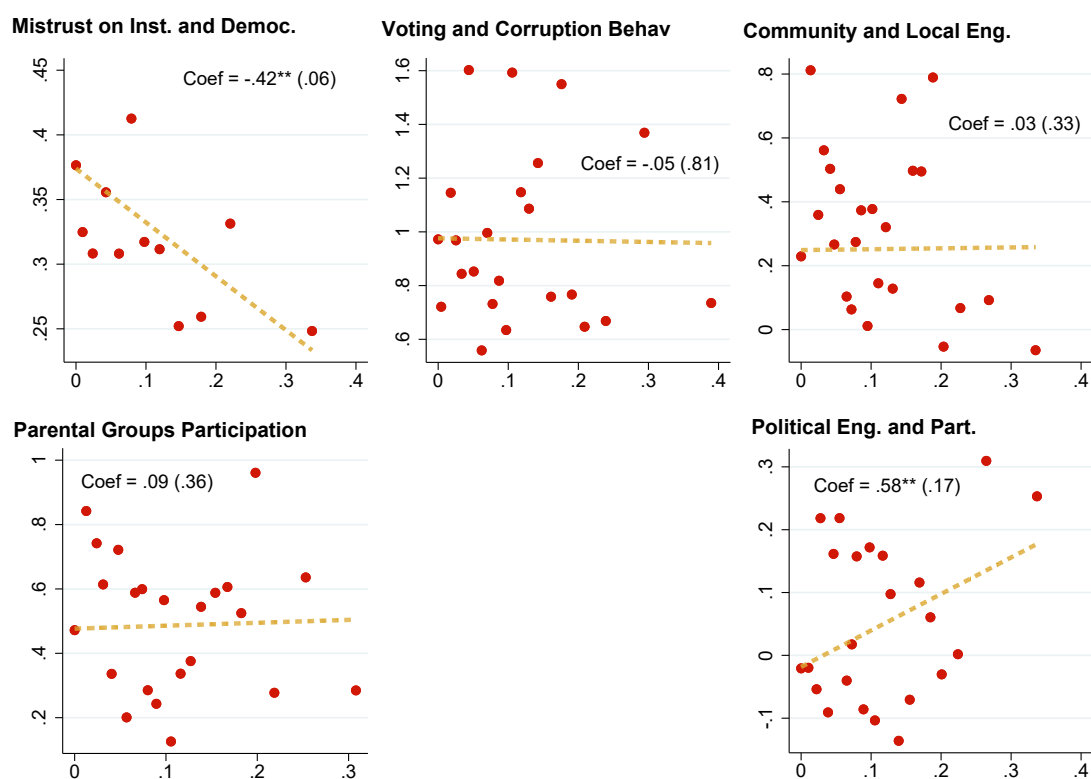 Mistrust on Inst. and Democ.
Coef = -.42** (.06)
.45
.4
.35
.3
.25
0 .1 .2 .3 .4
Voting and Corruption Behav
Coef = -.05 (.81)
1.6
1.4
1.2
1
.8
.6
0 .1 .2 .3 .4
Community and Local Eng.
Coef = .03 (.33)
.8
.6
.4
.2
0
0 .1 .2 .3 .4
Parental Groups Participation
Coef = .09 (.36)
1
.8
.6
.4
.2
0 .1 .2 .3
Political Eng. and Part.
Coef = .58** (.17)
.3
.2
.1
0
-.1
0 .1 .2 .3 .4